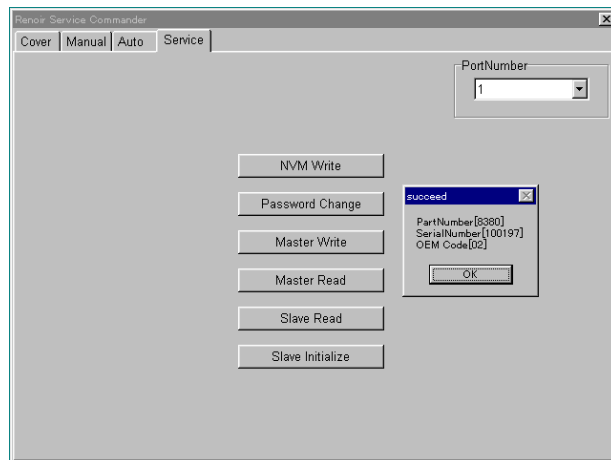 Renoir Service Commander
Cover Manual Auto Service
PortNumber
1
NVM Write
Password Change
Master Write
Master Read
Slave Read
Slave Initialize
succeed
PartNumber[8380]
SerialNumber[100197]
OEM Code[02]
OK